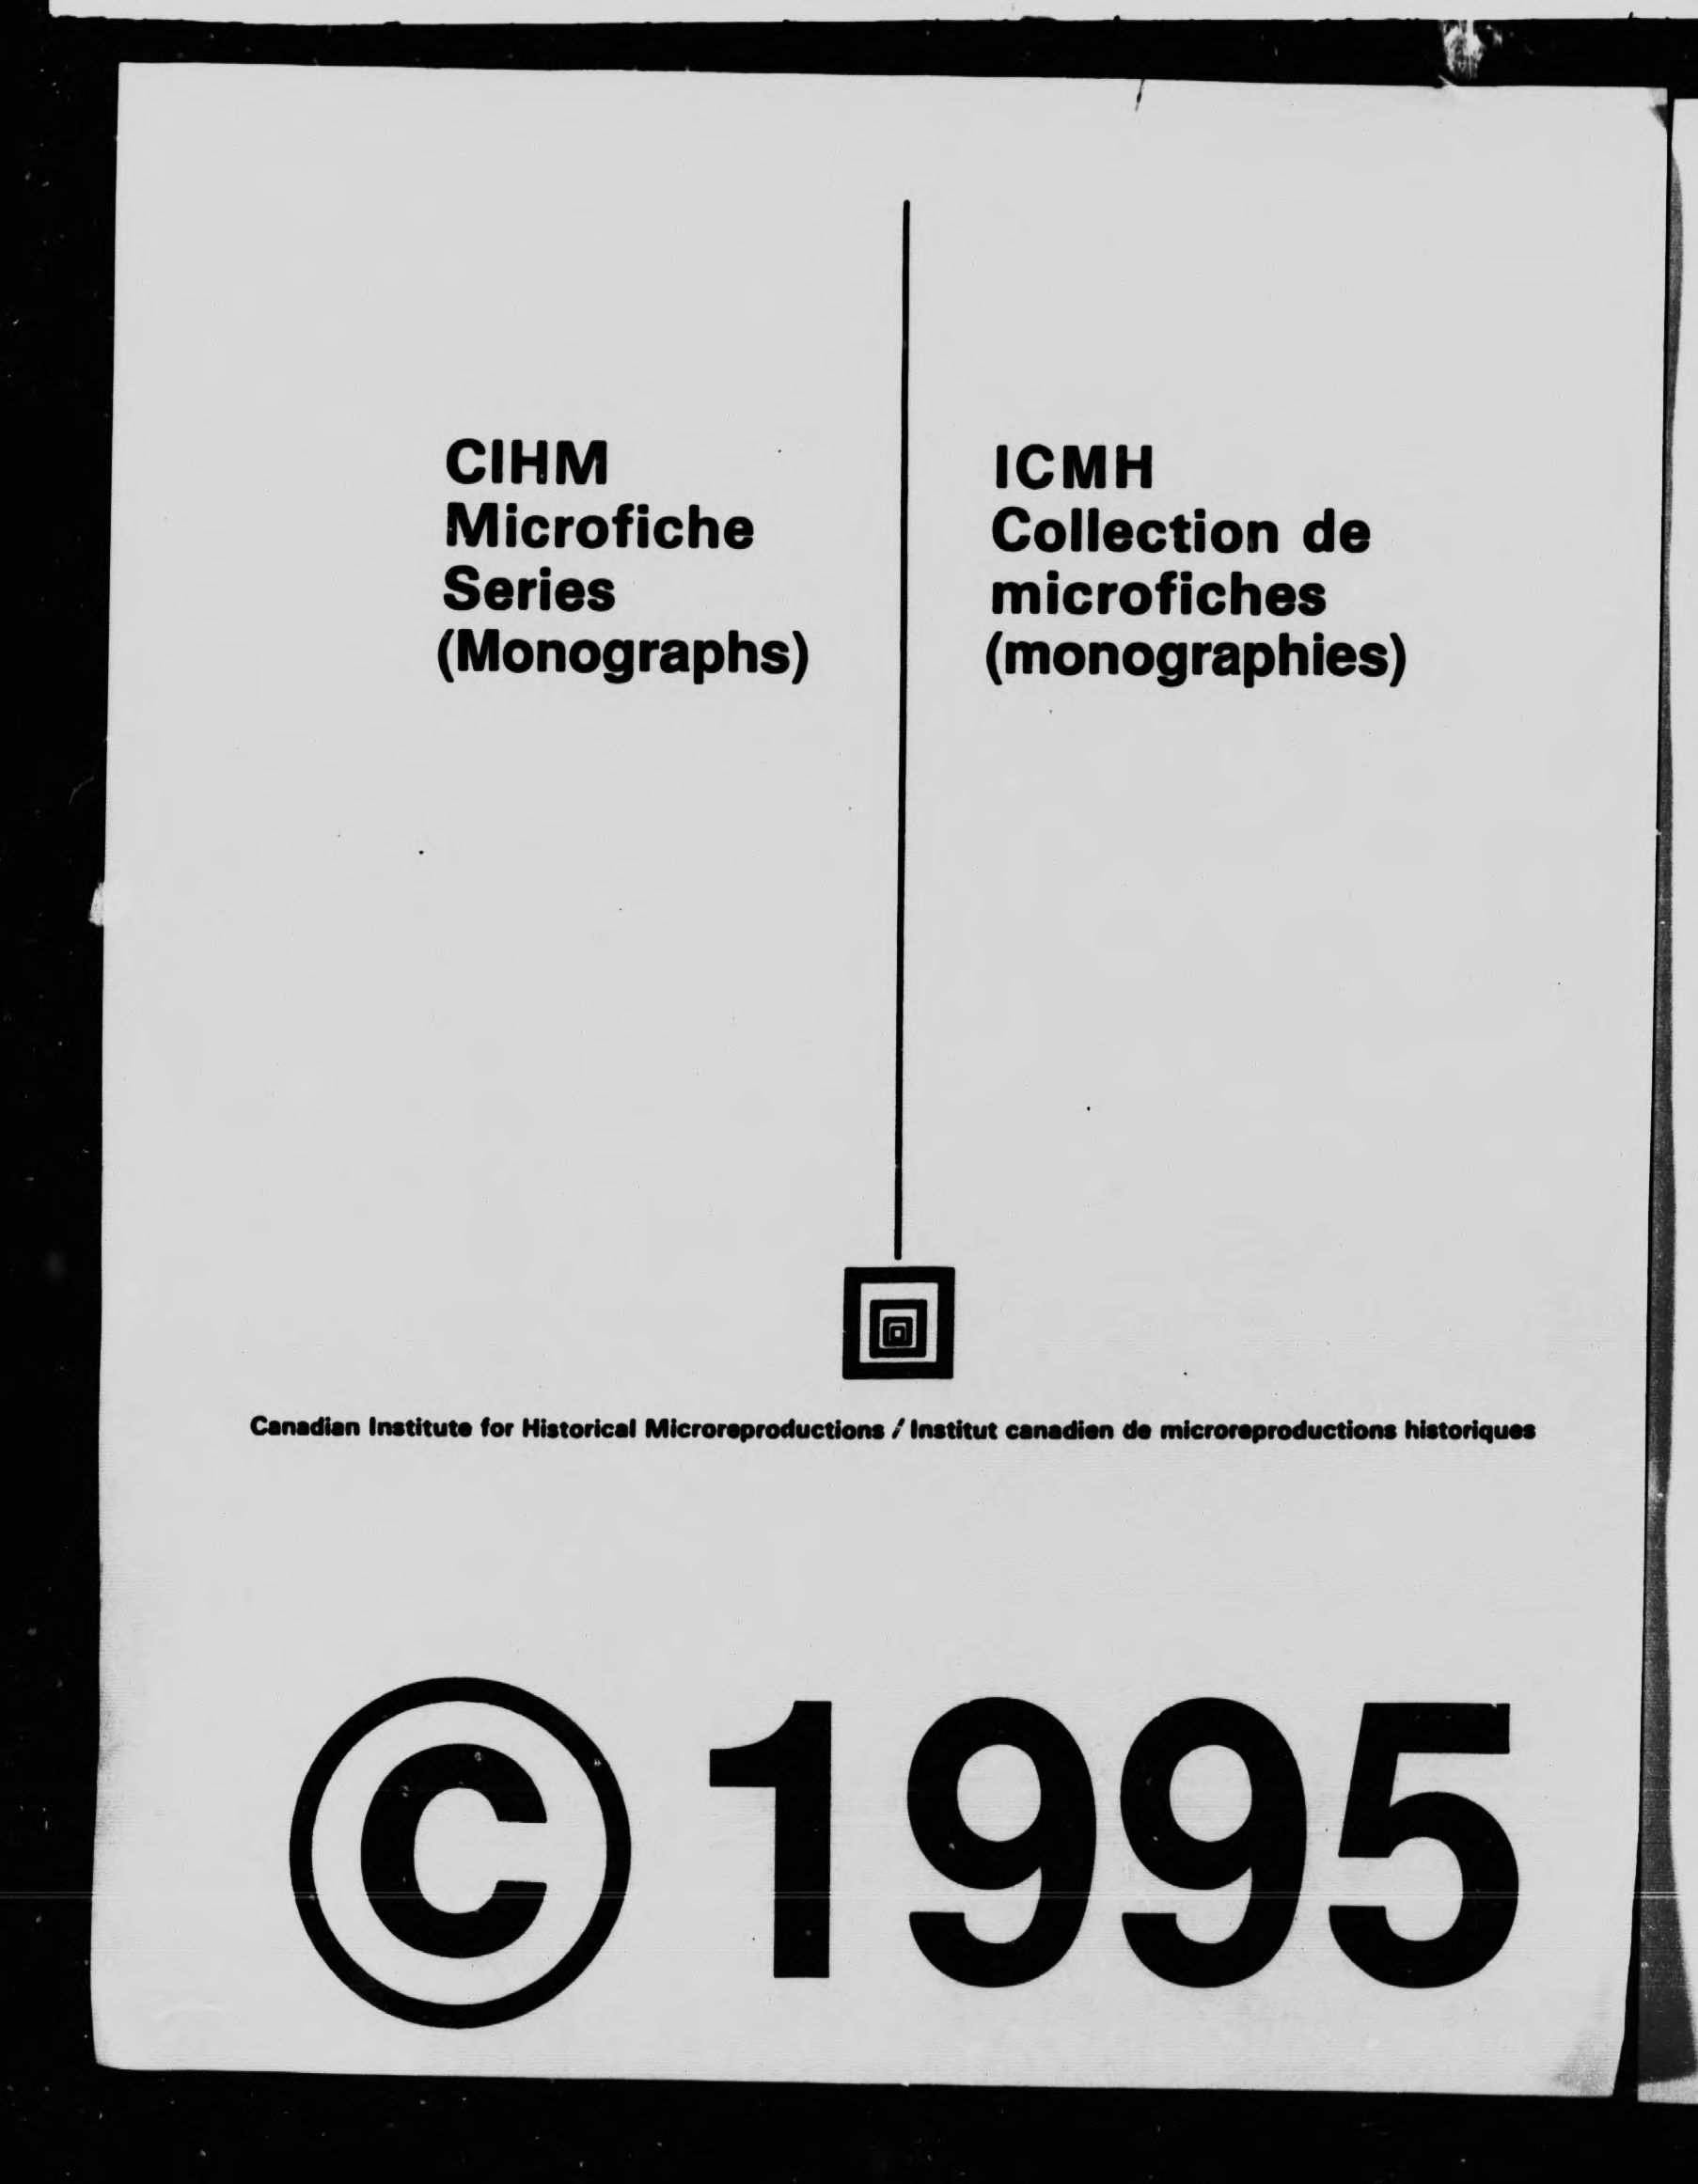 CIHM
Microfiche
Series
(Monographs)
ICMH
Collection de
microfiches
(monographies)
Canadian Institute for Historical Microreproductions / Institut canadien de microreproductions historiques
© 1995